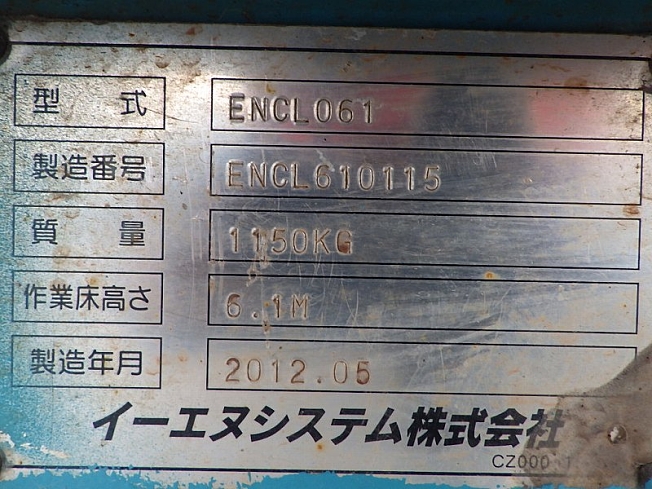 型式 ENCL061
製造番号 ENCL610115
質量 1150KG
作業床高さ 6.1M
製造年月 2012.05
イーエヌシステム株式会社